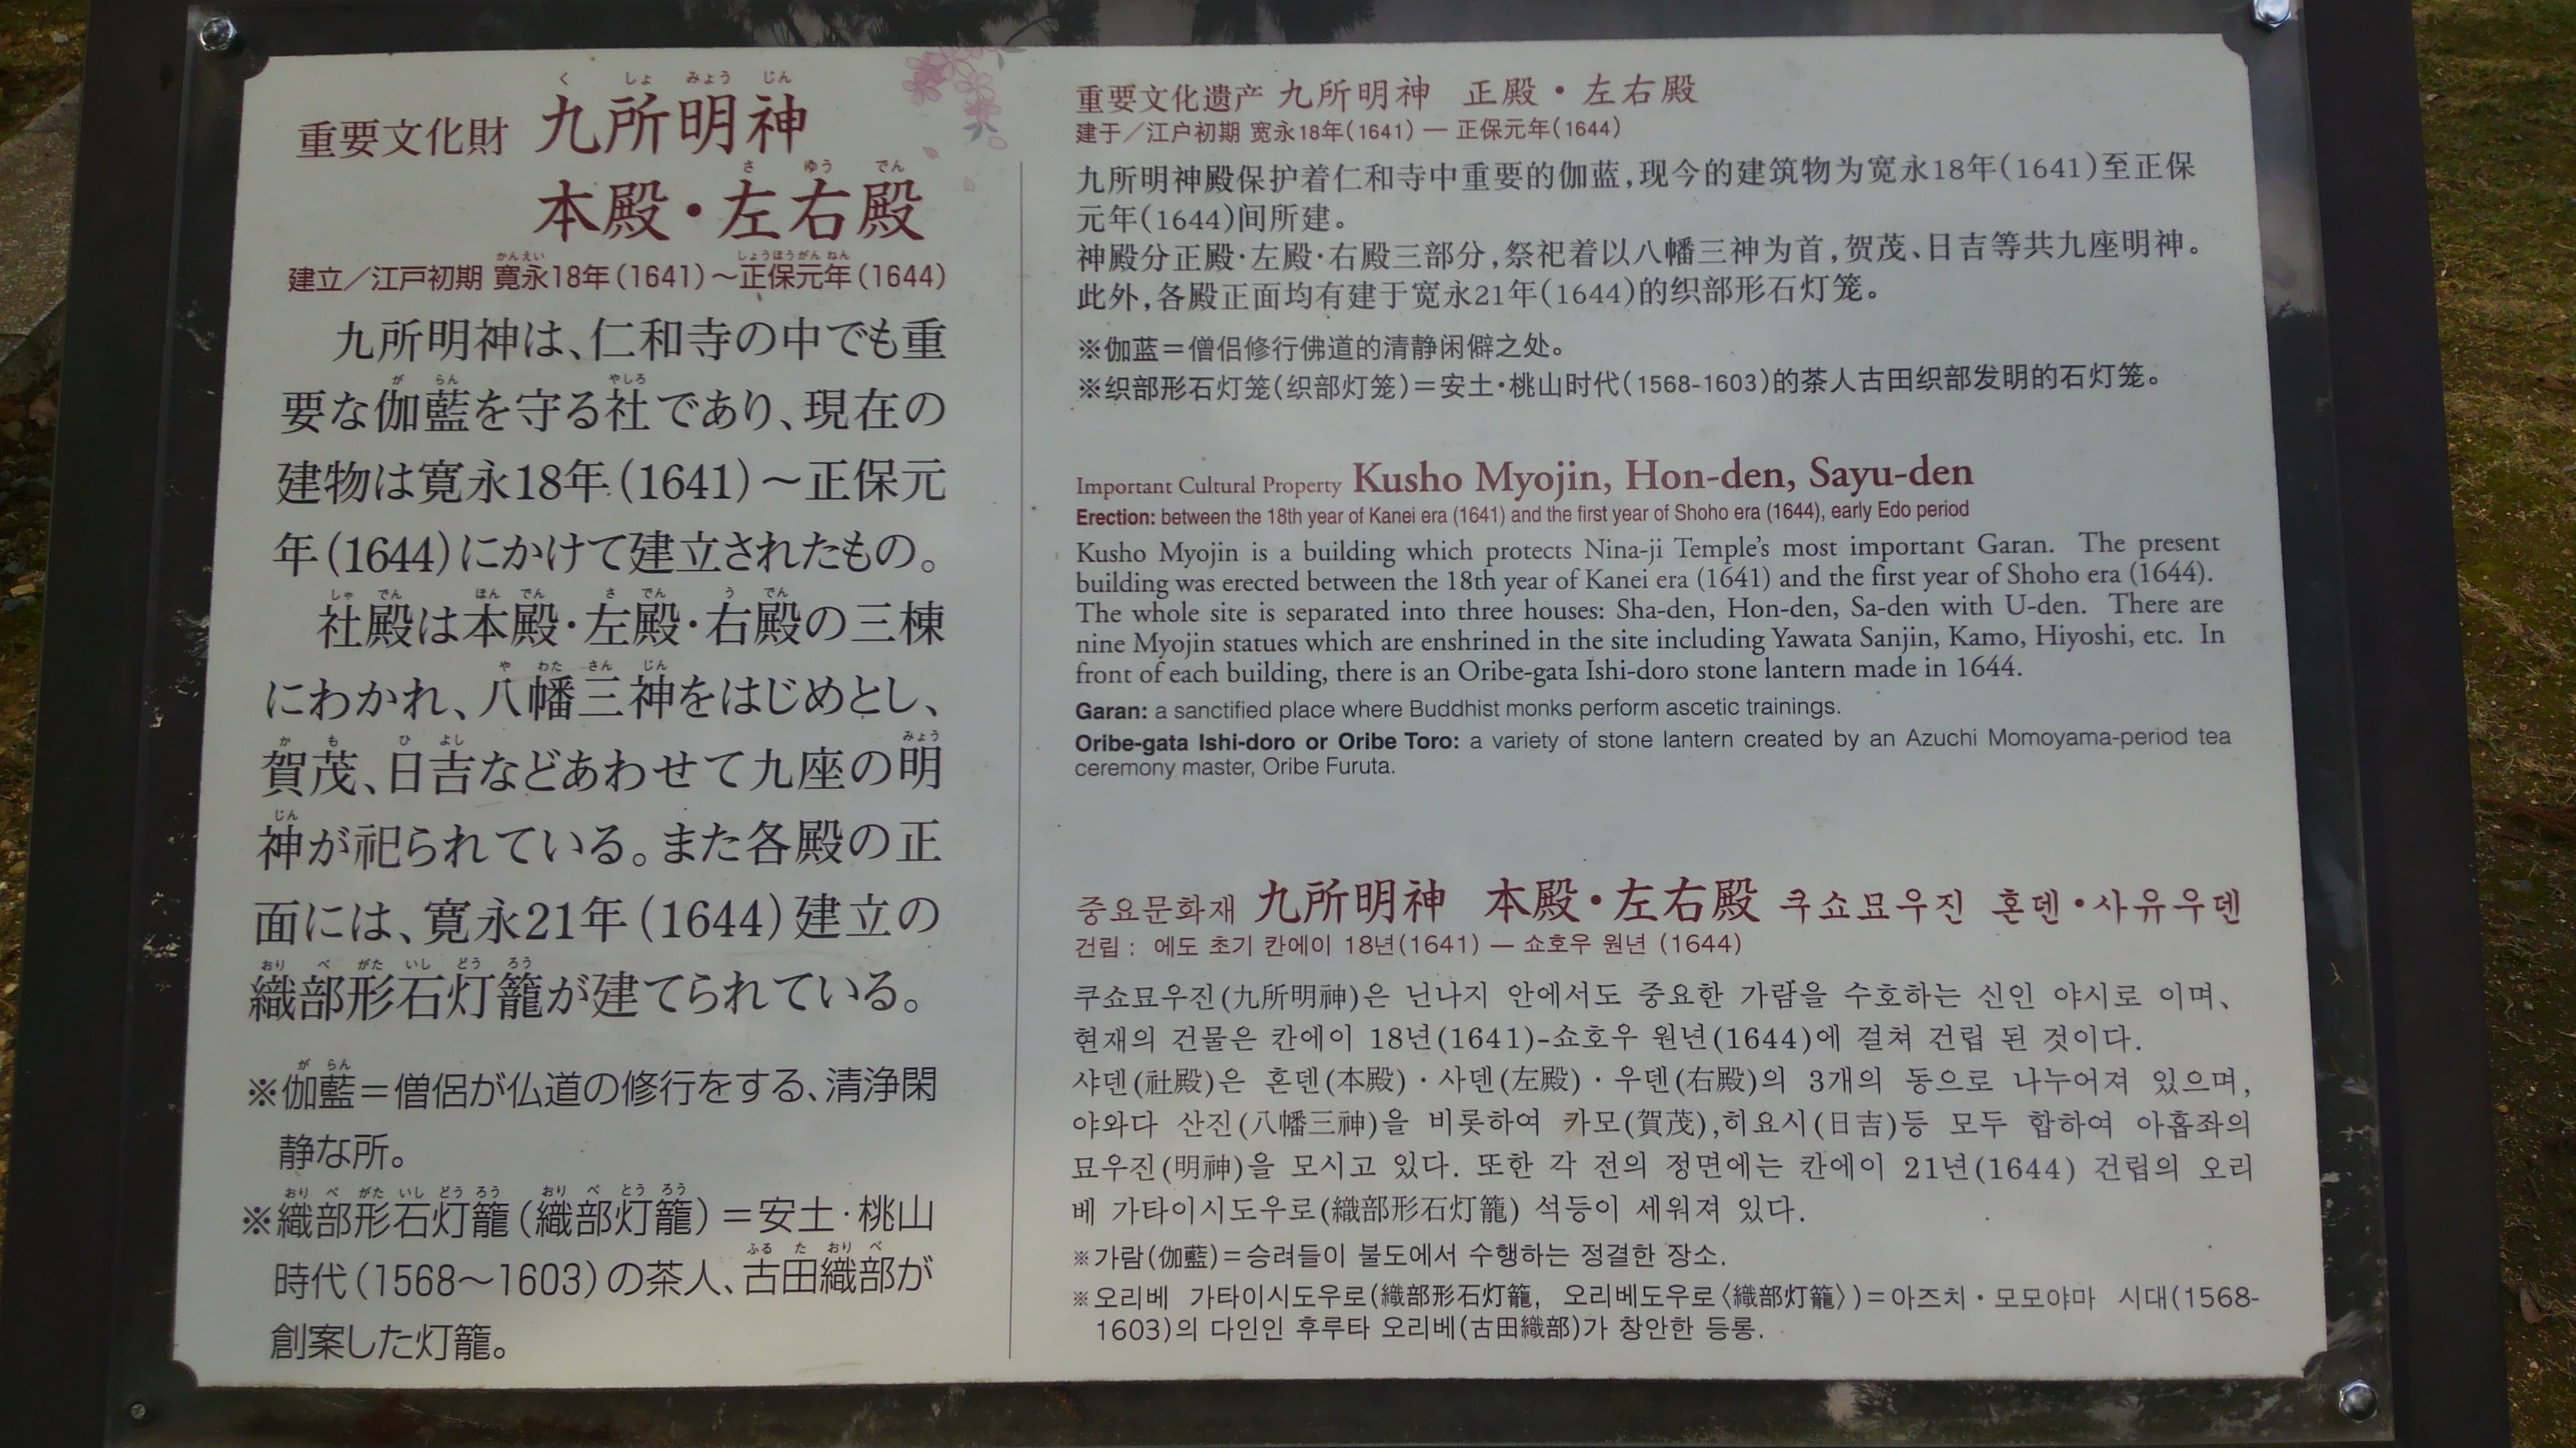 重要文化財 九所明神
本殿・左右殿
建立／江戸初期 寛永18年(1641)～正保元年(1644)
九所明神は、仁和寺の中でも重
要な伽藍を守る社であり、現在の
建物は寛永18年(1641)～正保元
年(1644)にかけて建立されたもの。
社殿は本殿・左殿・右殿の三棟
にわかれ、八幡三神をはじめとし、
賀茂、日吉などあわせて九座の明
神が祀られている。また各殿の正
面には、寛永21年(1644)建立の
織部形石灯籠が建てられている。
※伽藍＝僧侶が仏道の修行をする、清浄閑
静な所。
※織部形石灯籠(織部灯籠)＝安土・桃山
時代(1568～1603)の茶人、古田織部が
創案した灯籠。
重要文化遗产 九所明神 正殿・左右殿
建于／江户初期 宽永18年(1641) — 正保元年(1644)
九所明神殿保护着仁和寺中重要的伽蓝,现今的建筑物为宽永18年(1641)至正保
元年(1644)间所建。
神殿分正殿・左殿・右殿三部分,祭祀着以八幡三神为首,贺茂、日吉等共九座明神。
此外,各殿正面均有建于宽永21年(1644)的织部形石灯笼。
※伽蓝＝僧侣修行佛道的清静闲僻之处。
※织部形石灯笼(织部灯笼)＝安土・桃山时代(1568-1603)的茶人古田织部发明的石灯笼。
Important Cultural Property Kusho Myojin, Hon-den, Sayu-den
Erection: between the 18th year of Kanei era (1641) and the first year of Shoho era (1644), early Edo period
Kusho Myojin is a building which protects Nina-ji Temple's most important Garan. The present
building was erected between the 18th year of Kanei era (1641) and the first year of Shoho era (1644).
The whole site is separated into three houses: Sha-den, Hon-den, Sa-den with U-den. There are
nine Myojin statues which are enshrined in the site including Yawata Sanjin, Kamo, Hiyoshi, etc. In
front of each building, there is an Oribe-gata Ishi-doro stone lantern made in 1644.
Garan: a sanctified place where Buddhist monks perform ascetic trainings.
Oribe-gata Ishi-doro or Oribe Toro: a variety of stone lantern created by an Azuchi Momoyama-period tea
ceremony master, Oribe Furuta.
중요문화재 九所明神 本殿・左右殿 쿠쇼묘우진 혼덴・사유우덴
건립 : 에도 초기 칸에이 18년(1641) — 쇼호우 원년 (1644)
쿠쇼묘우진(九所明神)은 닌나지 안에서도 중요한 가람을 수호하는 신인 야시로 이며,
현재의 건물은 칸에이 18년(1641)-쇼호우 원년(1644)에 걸쳐 건립 된 것이다.
샤덴(社殿)은 혼덴(本殿)・사덴(左殿)・우덴(右殿)의 3개의 동으로 나누어져 있으며,
야와다 산진(八幡三神)을 비롯하여 카모(賀茂),히요시(日吉)등 모두 합하여 아홉좌의
묘우진(明神)을 모시고 있다. 또한 각 전의 정면에는 칸에이 21년(1644) 건립의 오리
베 가타이시도우로(織部形石灯籠) 석등이 세워져 있다.
※가람(伽藍)＝승려들이 불도에서 수행하는 정결한 장소.
※오리베 가타이시도우로(織部形石灯籠, 오리베도우로〈織部灯籠〉)＝아즈치・모모야마 시대(1568-
1603)의 다인인 후루타 오리베(古田織部)가 창안한 등롱.